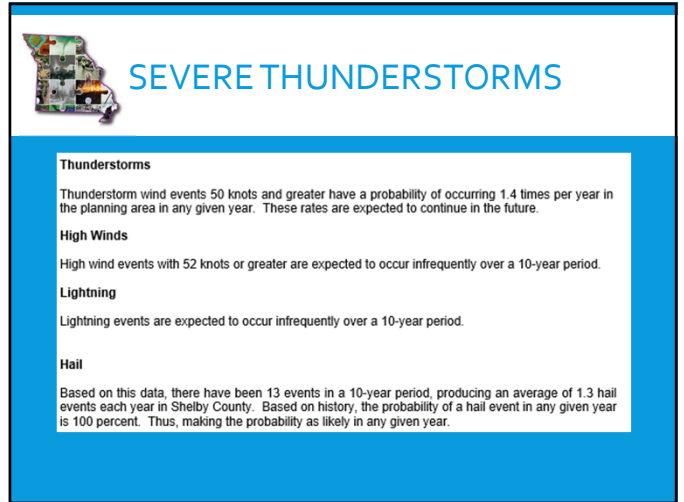 SEVERE THUNDERSTORMS
Thunderstorms
Thunderstorm wind events 50 knots and greater have a probability of occurring 1.4 times per year in
the planning area in any given year. These rates are expected to continue in the future.
High Winds
High wind events with 52 knots or greater are expected to occur infrequently over a 10-year period.
Lightning
Lightning events are expected to occur infrequently over a 10-year period.
Hail
Based on this data, there have been 13 events in a 10-year period, producing an average of 1.3 hail
events each year in Shelby County. Based on history, the probability of a hail event in any given year
is 100 percent. Thus, making the probability as likely in any given year.